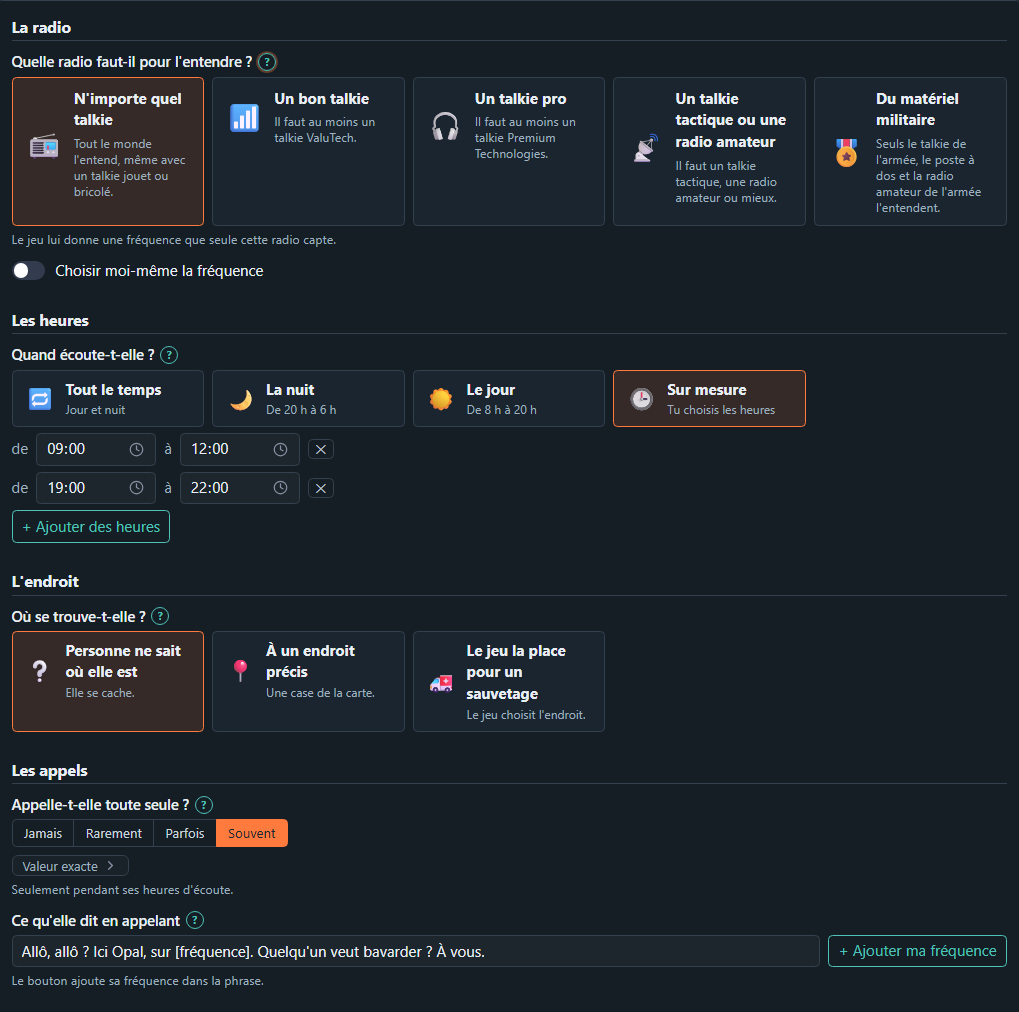 La radio
Quelle radio faut-il pour l'entendre ? ?
N'importe quel
talkie
Tout le monde
l'entend, même avec
un talkie jouet ou
bricolé.
Un bon talkie
Il faut au moins un
talkie ValuTech.
Un talkie pro
Il faut au moins un
talkie Premium
Technologies.
Un talkie
tactique ou une
radio amateur
Il faut un talkie
tactique, une radio
amateur ou mieux.
Du matériel
militaire
Seuls le talkie de
l'armée, le poste à
dos et la radio
amateur de l'armée
l'entendent.
Le jeu lui donne une fréquence que seule cette radio capte.
Choisir moi-même la fréquence
Les heures
Quand écoute-t-elle ? ?
Tout le temps
Jour et nuit
La nuit
De 20 h à 6 h
Le jour
De 8 h à 20 h
Sur mesure
Tu choisis les heures
de 09:00 à 12:00
de 19:00 à 22:00
+ Ajouter des heures
L'endroit
Où se trouve-t-elle ? ?
Personne ne sait
où elle est
Elle se cache.
À un endroit
précis
Une case de la carte.
Le jeu la place
pour un
sauvetage
Le jeu choisit l'endroit.
Les appels
Appelle-t-elle toute seule ? ?
Jamais Rarement Parfois Souvent
Valeur exacte >
Seulement pendant ses heures d'écoute.
Ce qu'elle dit en appelant ?
Allô, allô ? Ici Opal, sur [fréquence]. Quelqu'un veut bavarder ? À vous.
+ Ajouter ma fréquence
Le bouton ajoute sa fréquence dans la phrase.